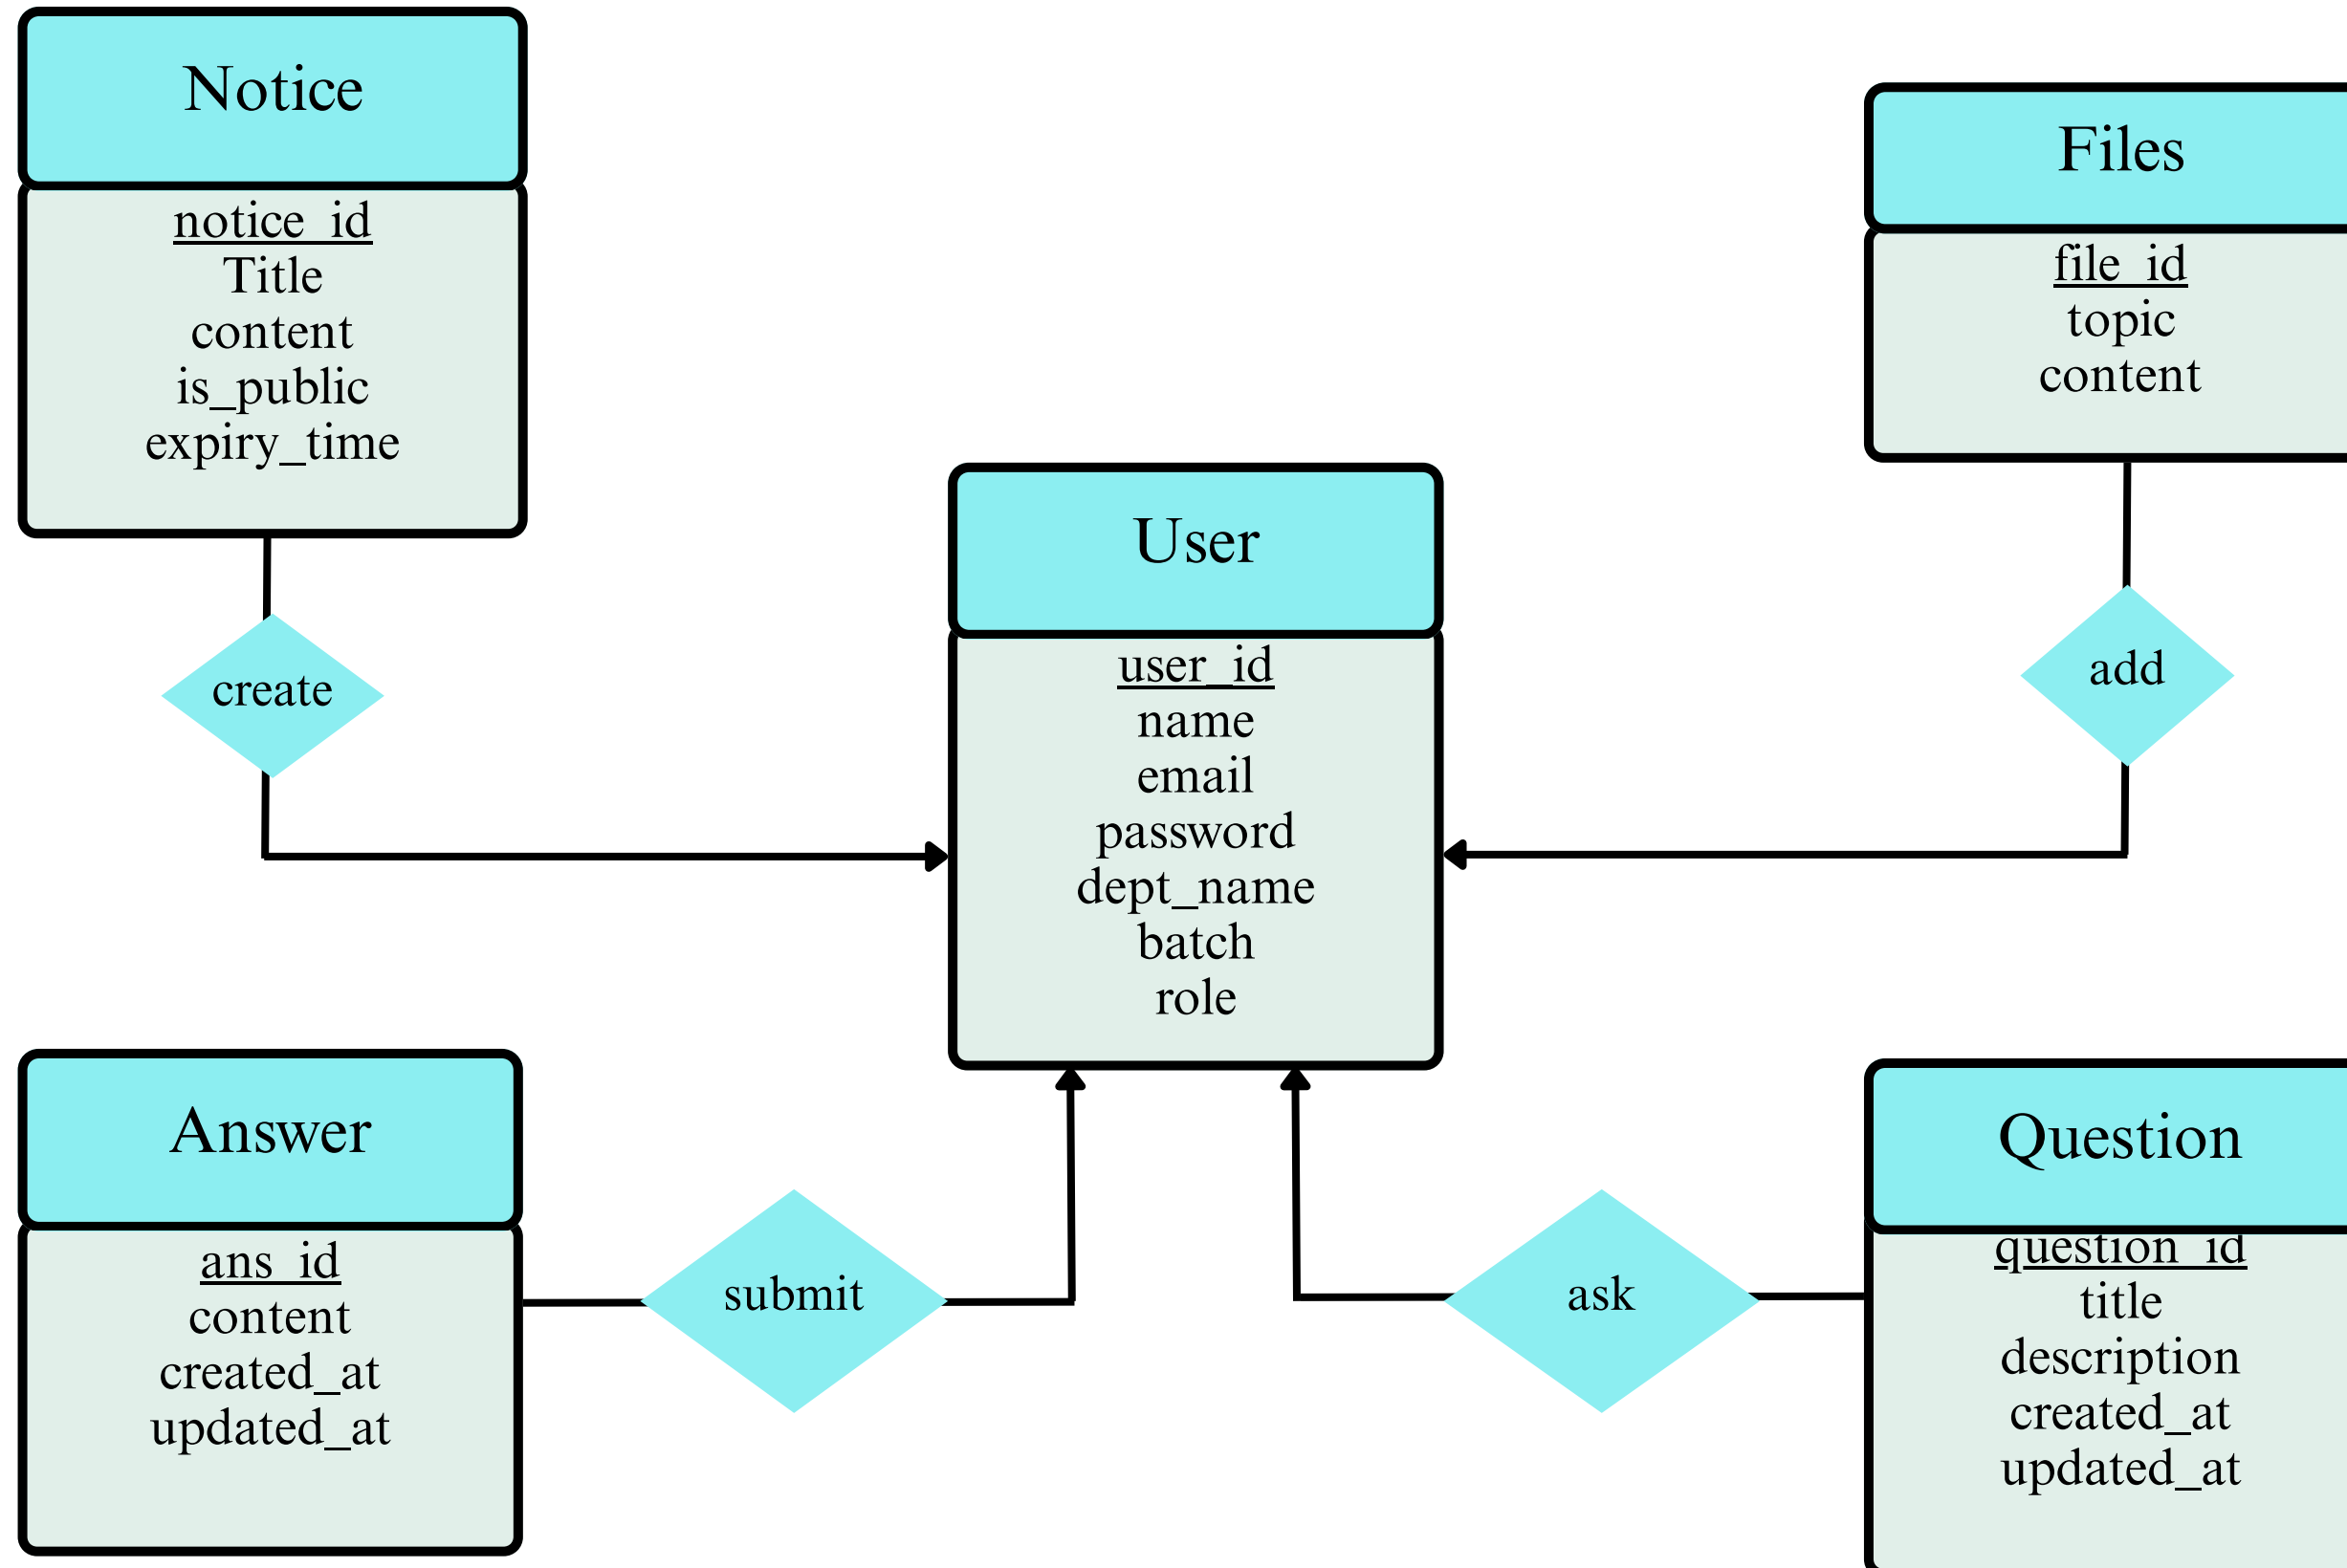 Notice
notice_id
Title
content
is_public
expiry_time
create
Files
file_id
topic
content
add
User
user_id
name
email
password
dept_name
batch
role
Answer
ans_id
content
created_at
updated_at
submit
ask
Question
question_id
title
description
created_at
updated_at